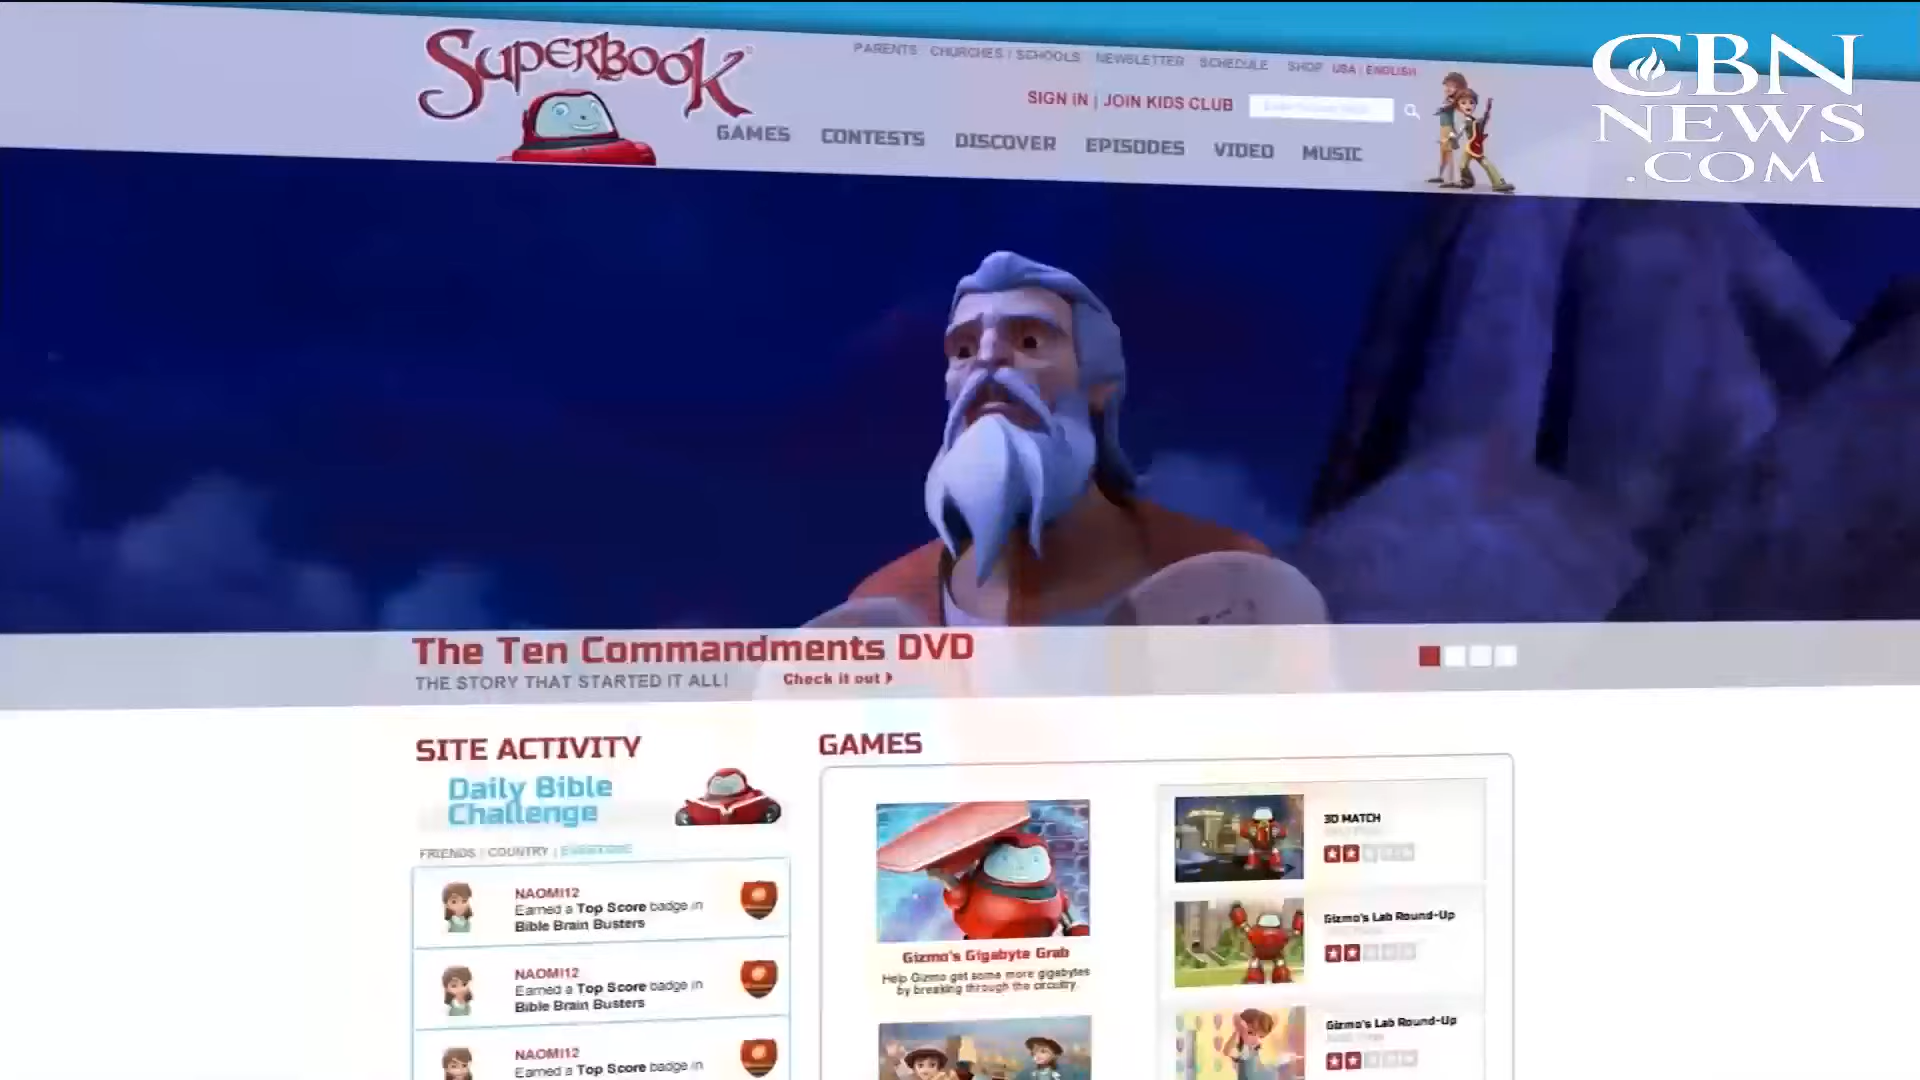 SUPERBOOK
PARENTS CHURCHES / SCHOOLS NEWSLETTER SCHEDULE SHOP USA | ENGLISH
SIGN IN | JOIN KIDS CLUB
GAMES CONTESTS DISCOVER EPISODES VIDEO MUSIC
CBN
NEWS
.COM
The Ten Commandments DVD
THE STORY THAT STARTED IT ALL!
Check it out
SITE ACTIVITY
Daily Bible
Challenge
FRIENDS | COUNTRY | EVERYONE
NAOMI12
Earned a Top Score badge in
Bible Brain Busters
NAOMI12
Earned a Top Score badge in
Bible Brain Busters
NAOMI12
Earned a Top Score badge in
GAMES
Gizmo's Gigabyte Grab
Help Gizmo get some more gigabytes
by breaking through the circuitry.
3D MATCH
Gizmo's Lab Round-Up
Gizmo's Lab Round-Up